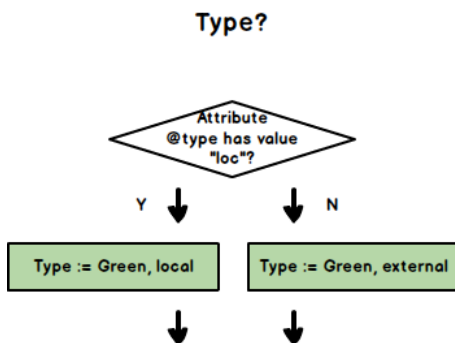 Type?
Attribute
@type has value
"loc"?
Y
N
Type := Green, local
Type := Green, external